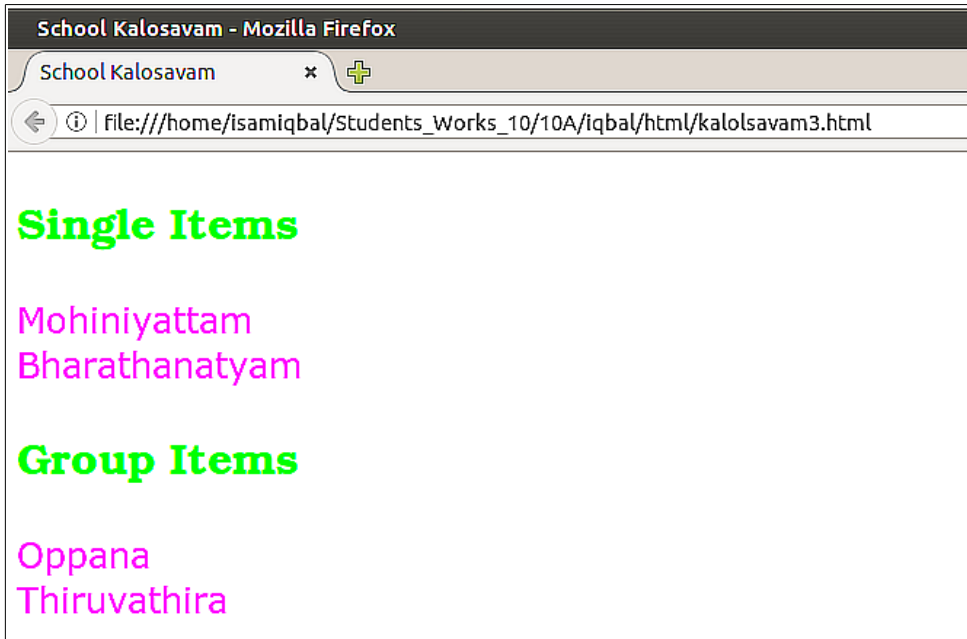 School Kalosavam - Mozilla Firefox
School Kalosavam
file:///home/isamiqbal/Students_Works_10/10A/iqbal/html/kalolsavam3.html
Single Items
Mohiniyattam
Bharathanatyam
Group Items
Oppana
Thiruvathira